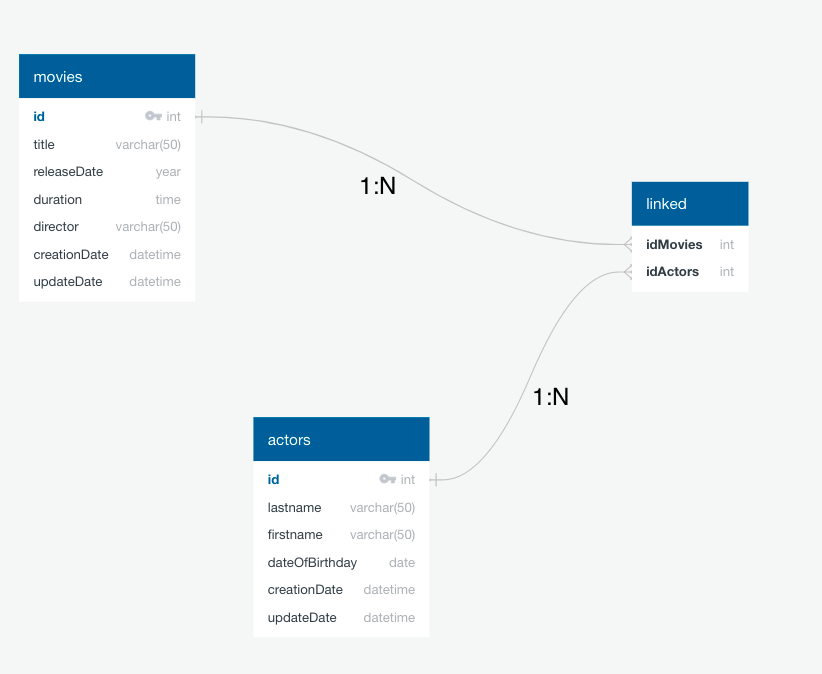 movies
id int
title varchar(50)
releaseDate year
duration time
director varchar(50)
creationDate datetime
updateDate datetime
1:N
linked
idMovies int
idActors int
1:N
actors
id int
lastname varchar(50)
firstname varchar(50)
dateOfBirthday date
creationDate datetime
updateDate datetime